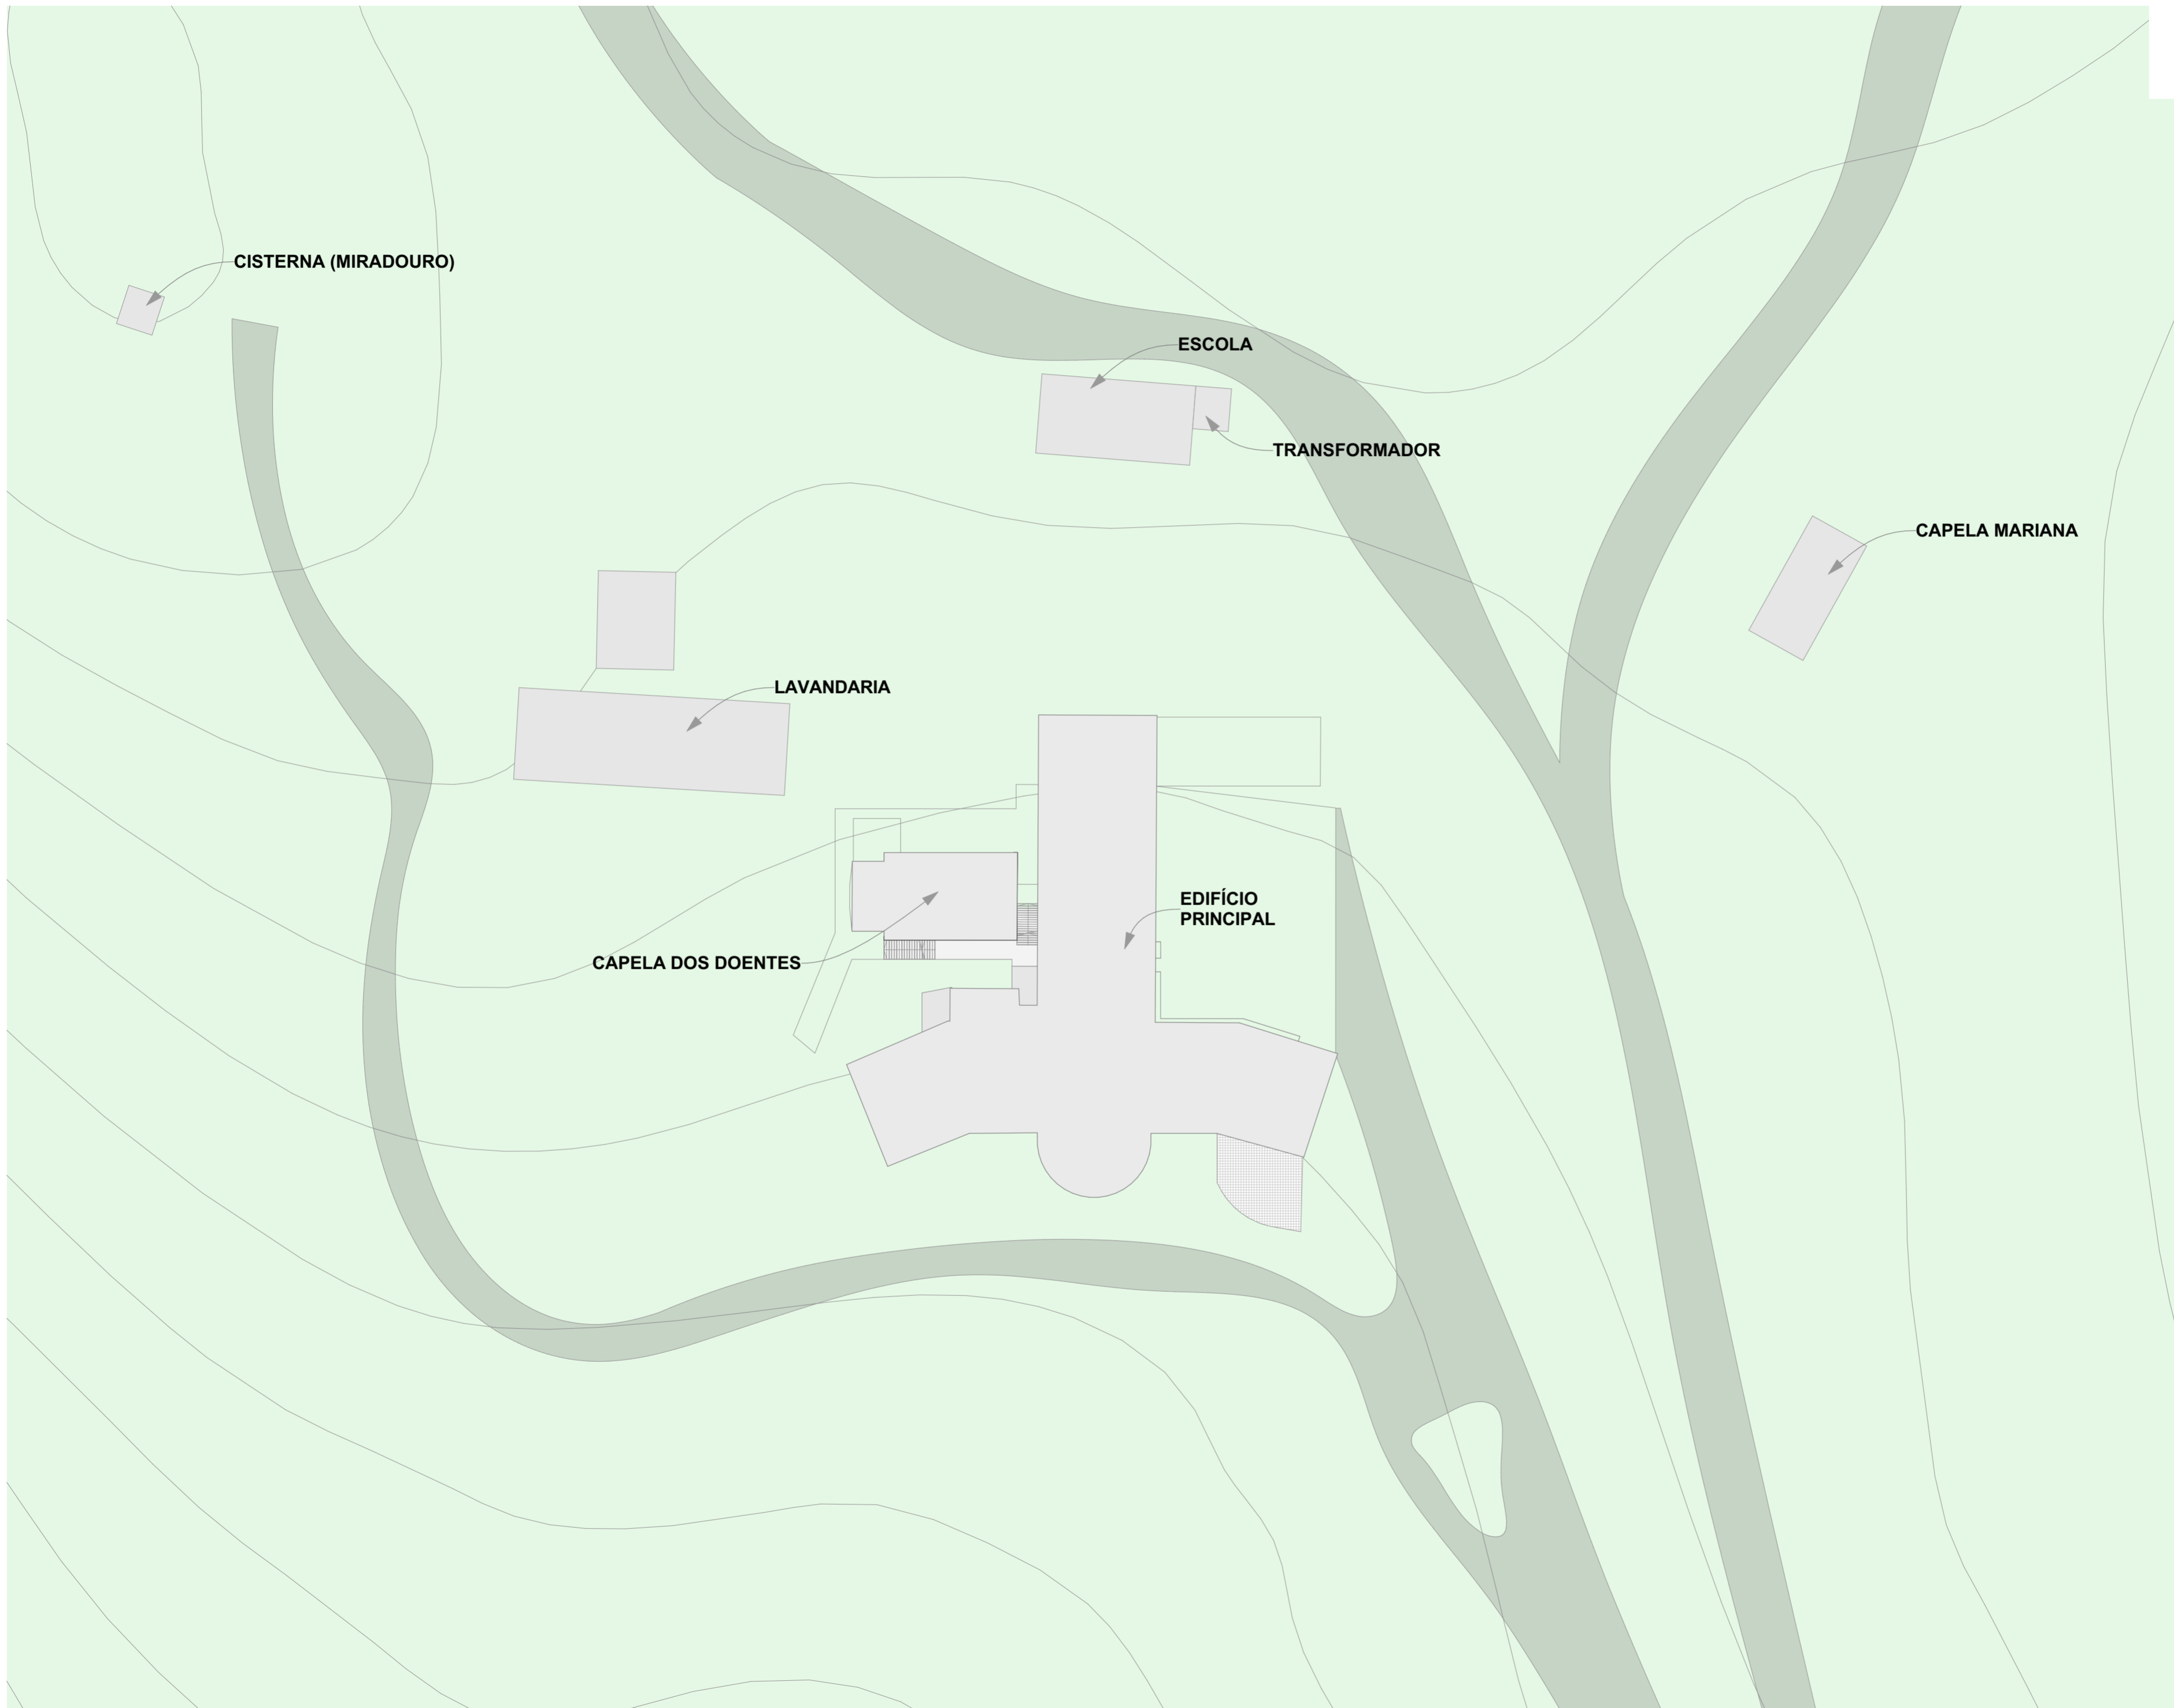 CISTERNA (MIRADOURO)
ESCOLA
TRANSFORMADOR
CAPELA MARIANA
LAVANDARIA
EDIFÍCIO
PRINCIPAL
CAPELA DOS DOENTES